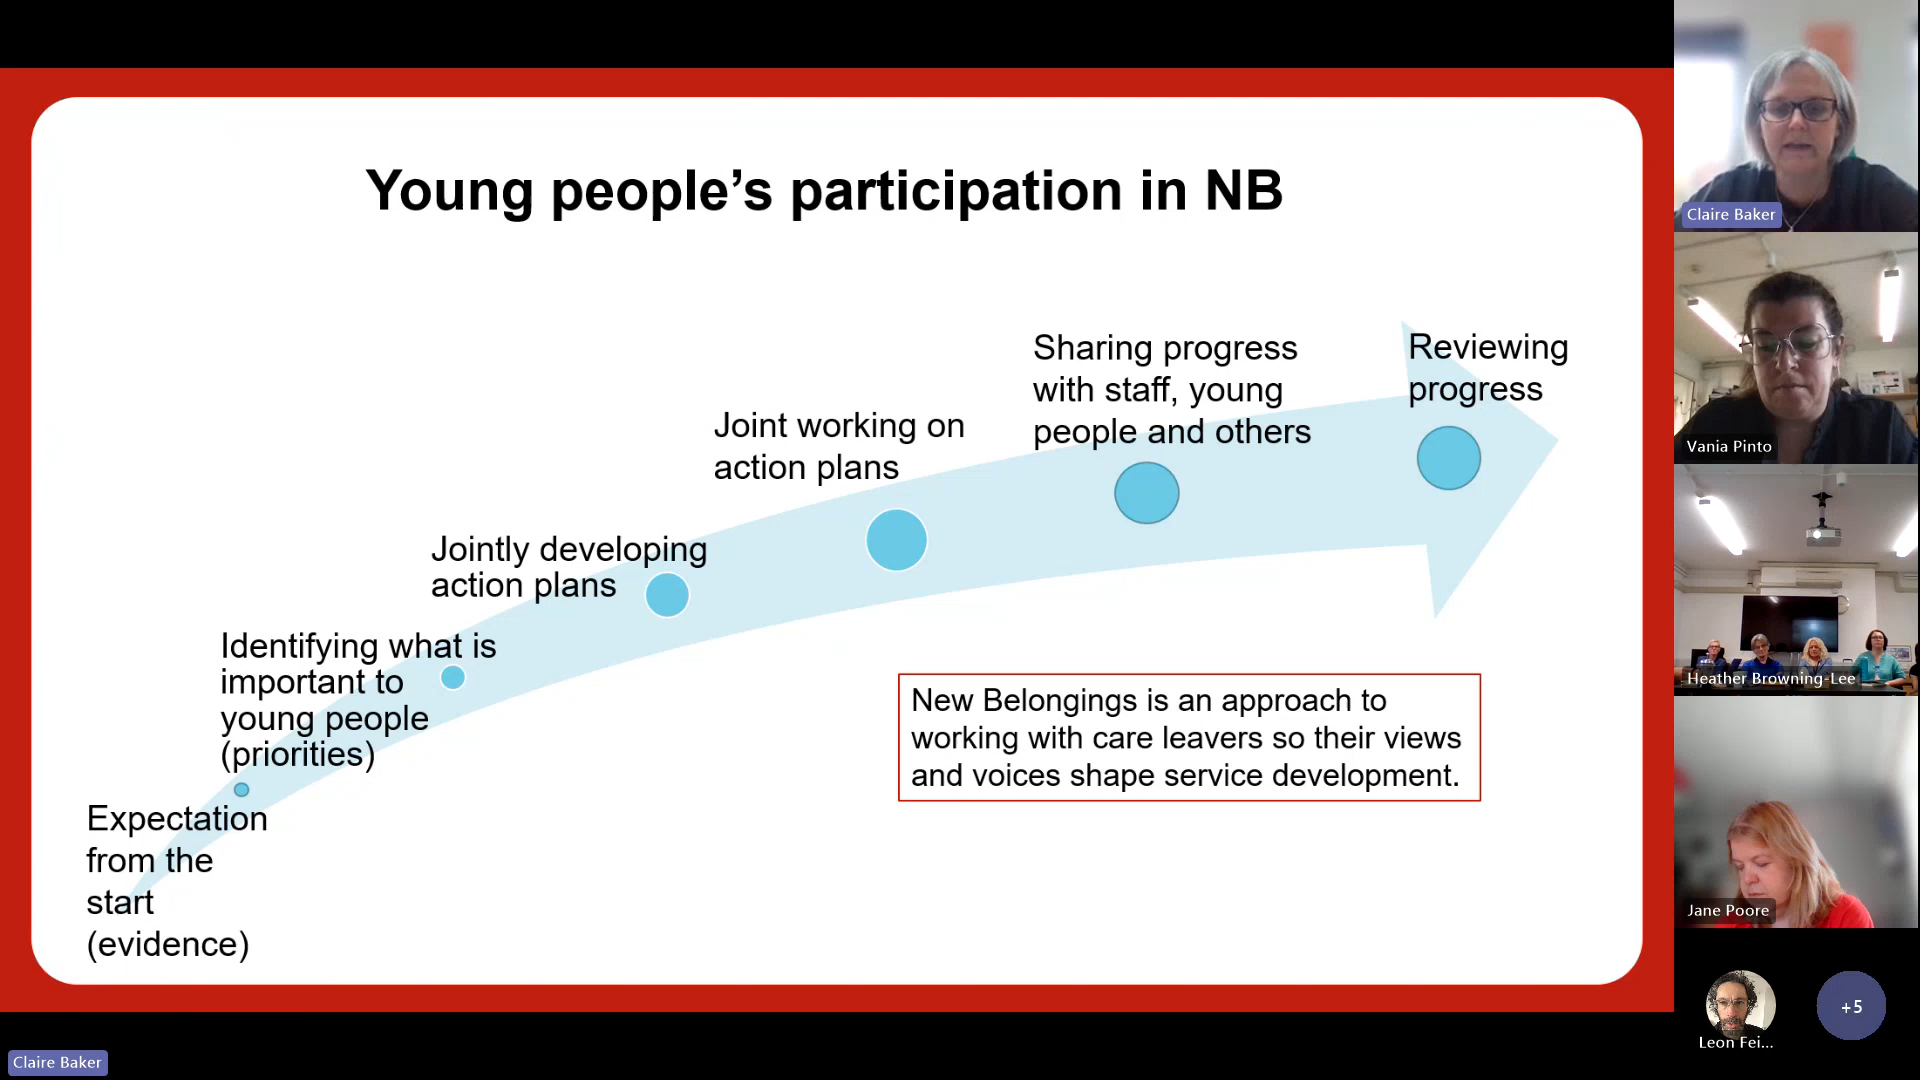 Young people’s participation in NB
Expectation
from the
start
(evidence)
Identifying what is
important to
young people
(priorities)
Jointly developing
action plans
Joint working on
action plans
Sharing progress
with staff, young
people and others
Reviewing
progress
New Belongings is an approach to
working with care leavers so their views
and voices shape service development.
Claire Baker
Claire Baker
Vania Pinto
Heather Browning-Lee
Jane Poore
Leon Fei...
+5